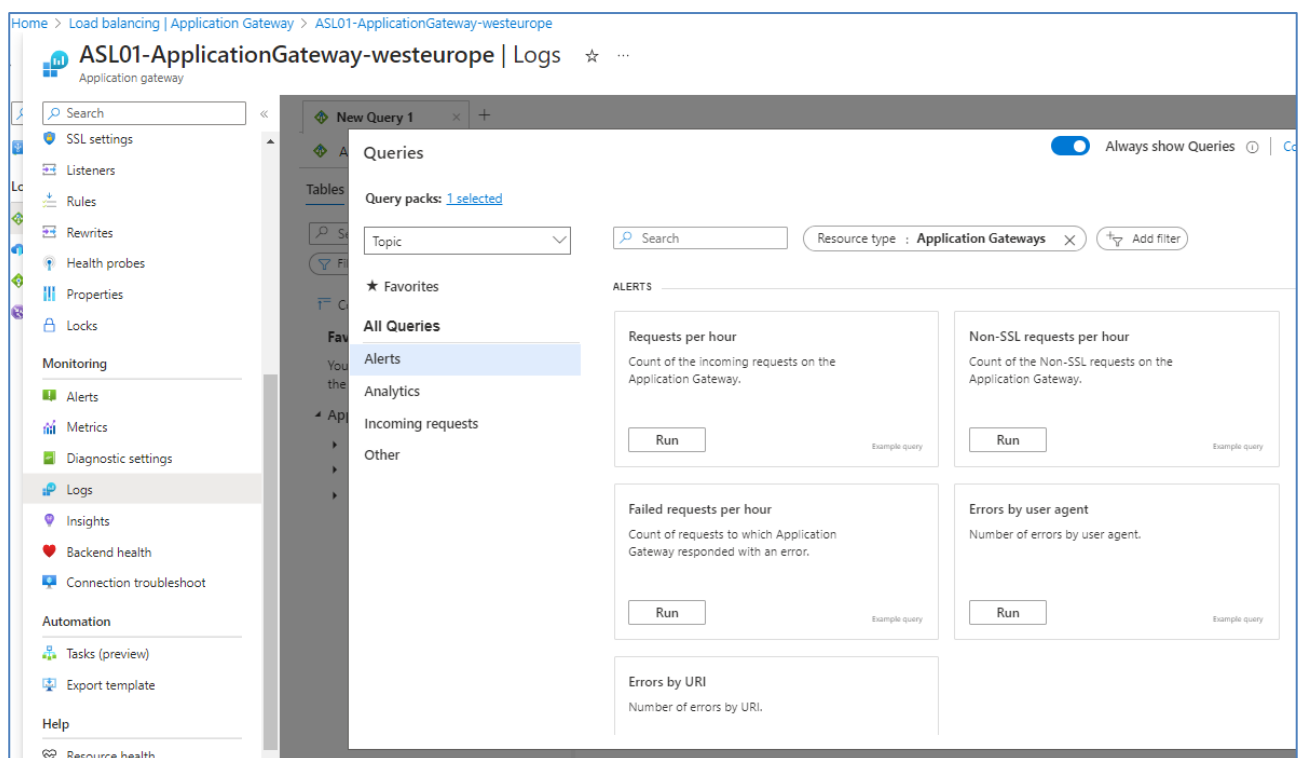 Home > Load balancing | Application Gateway > ASL01-ApplicationGateway-westeurope
ASL01-ApplicationGateway-westeurope | Logs
Application gateway
Search
SSL settings
Listeners
Rules
Rewrites
Health probes
Properties
Locks
Monitoring
Alerts
Metrics
Diagnostic settings
Logs
Insights
Backend health
Connection troubleshoot
Automation
Tasks (preview)
Export template
Help
Resource health
New Query 1
Tables
Queries
Always show Queries
Query packs: 1 selected
Topic
Search
Resource type : Application Gateways
Add filter
Favorites
All Queries
Alerts
Analytics
Incoming requests
Other
ALERTS
Requests per hour
Count of the incoming requests on the
Application Gateway.
Run
Example query
Non-SSL requests per hour
Count of the Non-SSL requests on the
Application Gateway.
Run
Example query
Failed requests per hour
Count of requests to which Application
Gateway responded with an error.
Run
Example query
Errors by user agent
Number of errors by user agent.
Run
Example query
Errors by URI
Number of errors by URI.